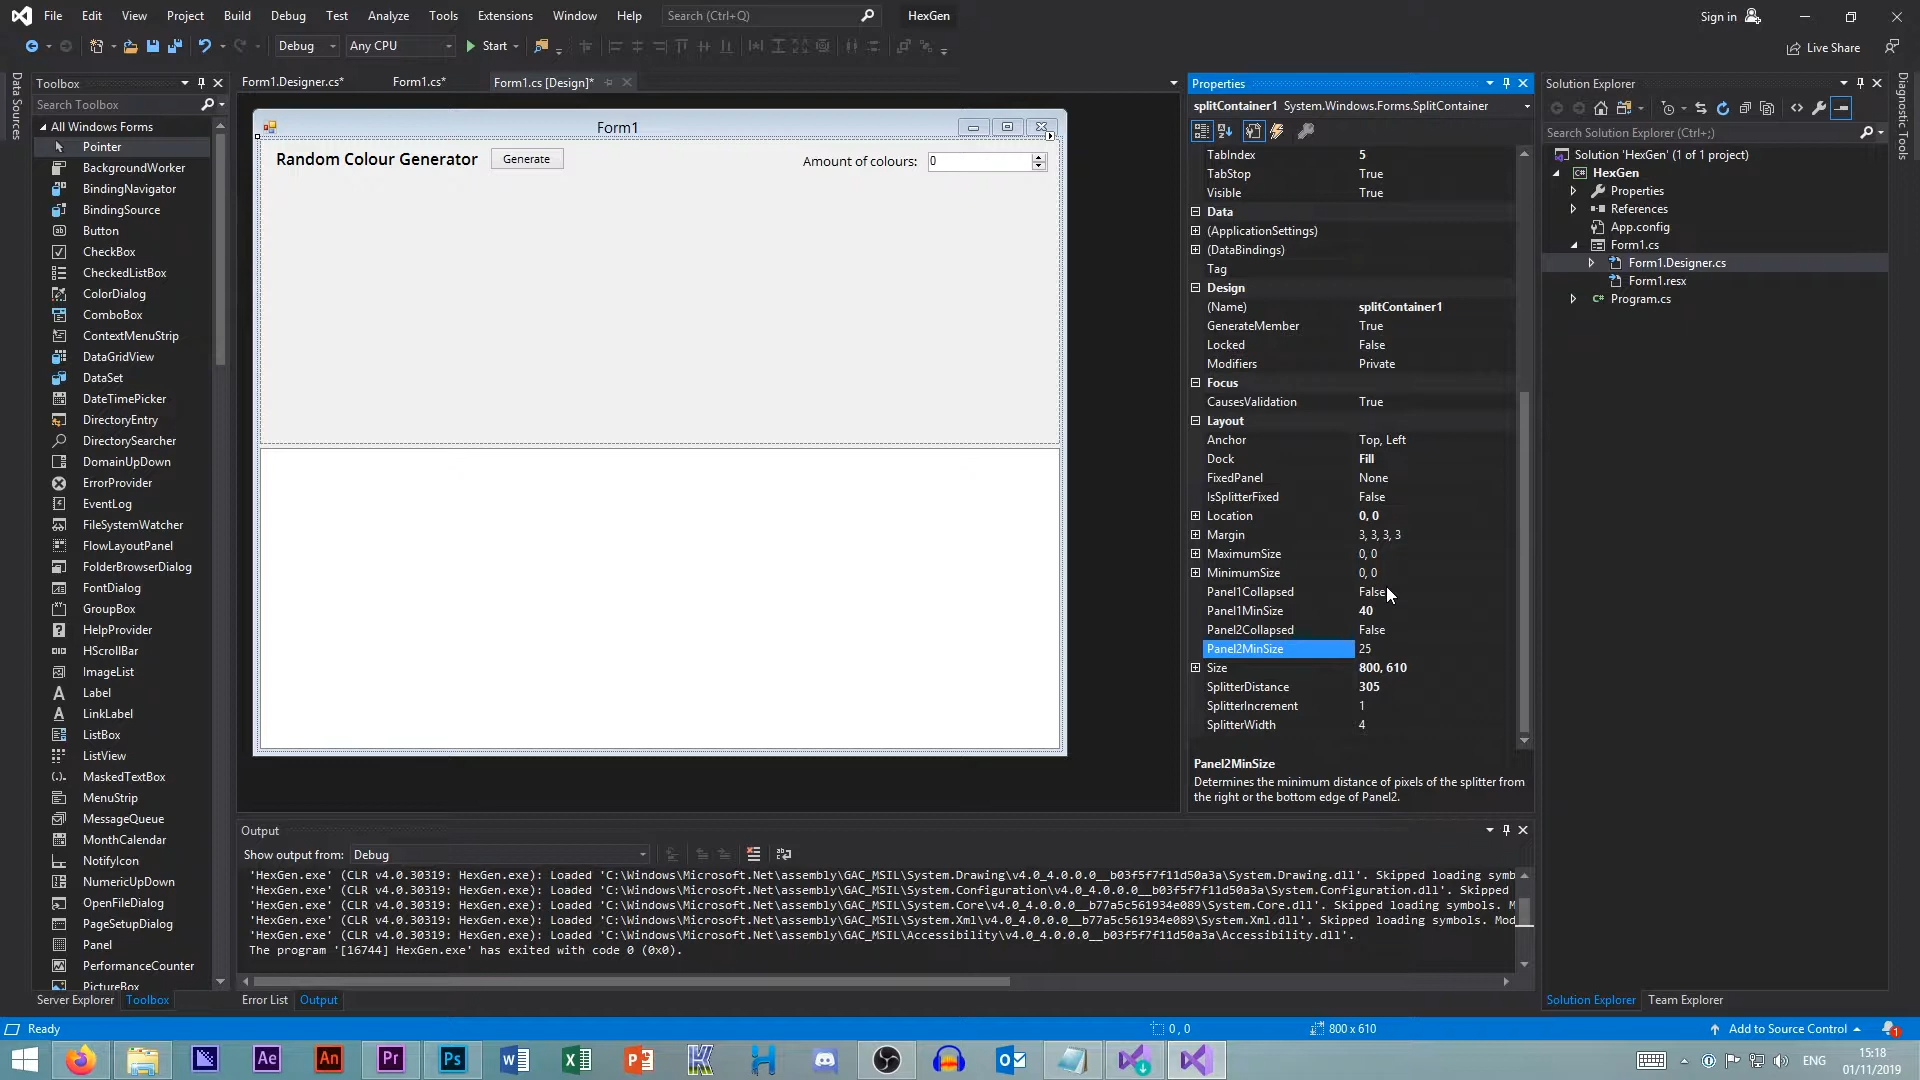 File Edit View Project Build Debug Test Analyze Tools Extensions Window Help Search (Ctrl+Q) HexGen Sign in
Debug Any CPU Start Live Share
Data Sources
Toolbox
Search Toolbox
All Windows Forms
Pointer
BackgroundWorker
BindingNavigator
BindingSource
Button
CheckBox
CheckedListBox
ColorDialog
ComboBox
ContextMenuStrip
DataGridView
DataSet
DateTimePicker
DirectoryEntry
DirectorySearcher
DomainUpDown
ErrorProvider
EventLog
FileSystemWatcher
FlowLayoutPanel
FolderBrowserDialog
FontDialog
GroupBox
HelpProvider
HScrollBar
ImageList
Label
LinkLabel
ListBox
ListView
MaskedTextBox
MenuStrip
MessageQueue
MonthCalendar
NotifyIcon
NumericUpDown
OpenFileDialog
PageSetupDialog
Panel
PerformanceCounter
PictureBox
Server Explorer Toolbox
Form1.Designer.cs* Form1.cs* Form1.cs [Design]*
Form1
Random Colour Generator Generate Amount of colours: 0
Properties
splitContainer1 System.Windows.Forms.SplitContainer
TabIndex 5
TabStop True
Visible True
Data
(ApplicationSettings)
(DataBindings)
Tag
Design
(Name) splitContainer1
GenerateMember True
Locked False
Modifiers Private
Focus
CausesValidation True
Layout
Anchor Top, Left
Dock Fill
FixedPanel None
IsSplitterFixed False
Location 0, 0
Margin 3, 3, 3, 3
MaximumSize 0, 0
MinimumSize 0, 0
Panel1Collapsed False
Panel1MinSize 40
Panel2Collapsed False
Panel2MinSize 25
Size 800, 610
SplitterDistance 305
SplitterIncrement 1
SplitterWidth 4
Panel2MinSize
Determines the minimum distance of pixels of the splitter from
the right or the bottom edge of Panel2.
Solution Explorer
Search Solution Explorer (Ctrl+;)
Solution 'HexGen' (1 of 1 project)
C# HexGen
Properties
References
App.config
Form1.cs
Form1.Designer.cs
Form1.resx
C# Program.cs
Solution Explorer Team Explorer
Diagnostic Tools
Output
Show output from: Debug
'HexGen.exe' (CLR v4.0.30319: HexGen.exe): Loaded 'C:\Windows\Microsoft.Net\assembly\GAC_MSIL\System.Drawing\v4.0_4.0.0.0__b03f5f7f11d50a3a\System.Drawing.dll'. Skipped loading symb
'HexGen.exe' (CLR v4.0.30319: HexGen.exe): Loaded 'C:\Windows\Microsoft.Net\assembly\GAC_MSIL\System.Configuration\v4.0_4.0.0.0__b03f5f7f11d50a3a\System.Configuration.dll'. Skipped
'HexGen.exe' (CLR v4.0.30319: HexGen.exe): Loaded 'C:\Windows\Microsoft.Net\assembly\GAC_MSIL\System.Core\v4.0_4.0.0.0__b77a5c561934e089\System.Core.dll'. Skipped loading symbols. M
'HexGen.exe' (CLR v4.0.30319: HexGen.exe): Loaded 'C:\Windows\Microsoft.Net\assembly\GAC_MSIL\System.Xml\v4.0_4.0.0.0__b77a5c561934e089\System.Xml.dll'. Skipped loading symbols. Mod
'HexGen.exe' (CLR v4.0.30319: HexGen.exe): Loaded 'C:\Windows\Microsoft.Net\assembly\GAC_MSIL\Accessibility\v4.0_4.0.0.0__b03f5f7f11d50a3a\Accessibility.dll'.
The program '[16744] HexGen.exe' has exited with code 0 (0x0).
Error List Output
Ready 0 , 0 800 x 610 Add to Source Control 1
Ae An Pr Ps ENG 15:18
01/11/2019